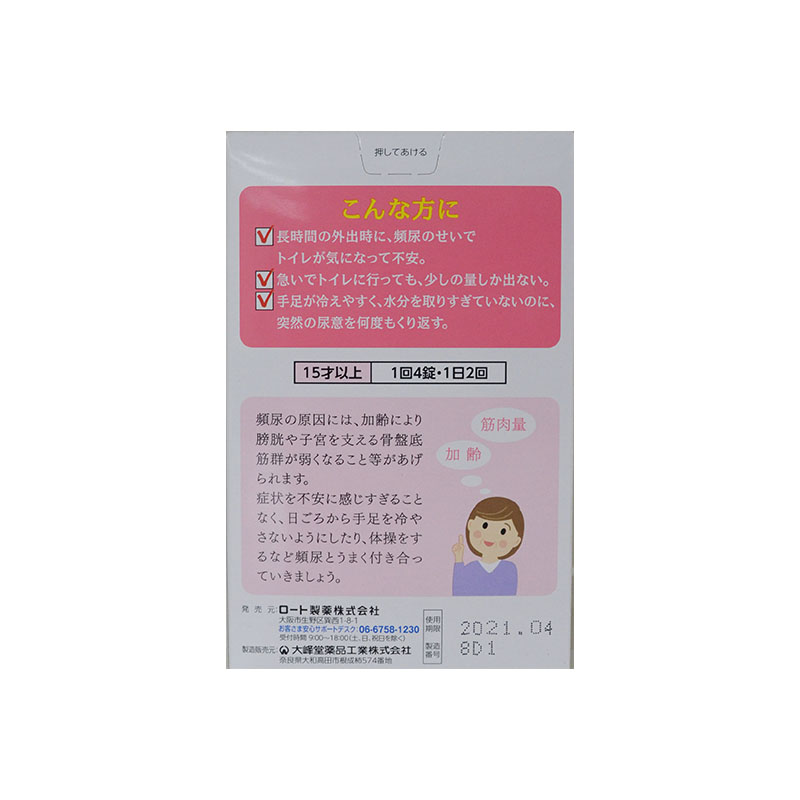 押してあける
こんな方に
長時間の外出時に、頻尿のせいで
トイレが気になって不安。
急いでトイレに行っても、少しの量しか出ない。
手足が冷えやすく、水分を取りすぎていないのに、
突然の尿意を何度もくり返す。
15才以上 1回4錠・1日2回
頻尿の原因には、加齢により
膀胱や子宮を支える骨盤底
筋群が弱くなること等があげ
られます。
症状を不安に感じすぎること
なく、日ごろから手足を冷や
さないようにしたり、体操をす
るなど頻尿とうまく付き合っ
ていきましょう。
筋肉量
加齢
発売元:ロート製薬株式会社
大阪市生野区巽西1-8-1
お客さま安心サポートデスク:06-6758-1230
受付時間 9:00~18:00(土、日、祝日を除く)
製造販売元:大峰堂薬品工業株式会社
奈良県大和高田市根成柿574番地
使用
期限
2021.04
製造
番号
8D1